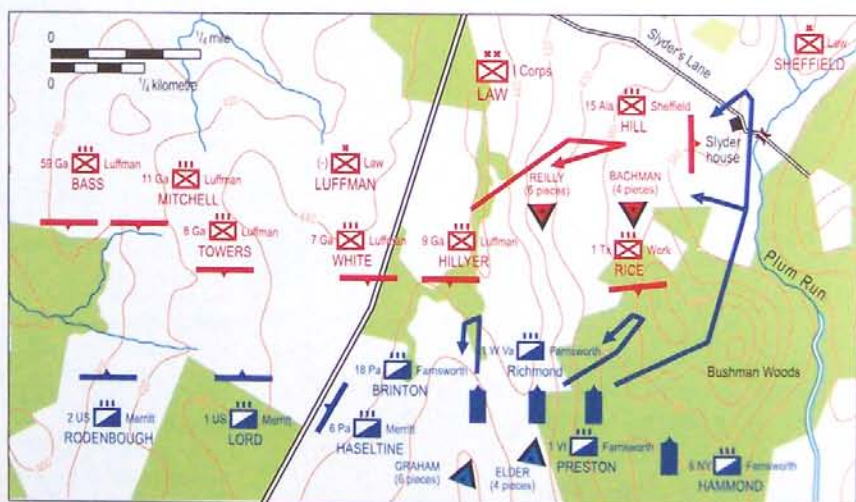 0 1/4 mile
0 1/4 kilometre
Slyder's Lane
Law
SHEFFIELD
LAW
I Corps
15 Ala Sheffield
HILL
Slyder house
59 Ga Luffman
BASS
11 Ga Luffman
MITCHELL
(-) Law
LUFFMAN
REILLY
(6 pieces)
BACHMAN
(4 pieces)
8 Ga Luffman
TOWERS
7 Ga Luffman
WHITE
9 Ga Luffman
HILLYER
1 Tx Work
RICE
Plum Run
2 US Merritt
RODENBOUGH
1 US Merritt
LORD
18 Pa Farnsworth
BRINTON
6 Pa Merritt
HASELTINE
1 W Va Farnsworth
Richmond
Bushman Woods
GRAHAM
(6 pieces)
ELDER
(4 pieces)
1 Vt Farnsworth
PRESTON
5 NY Farnsworth
HAMMOND